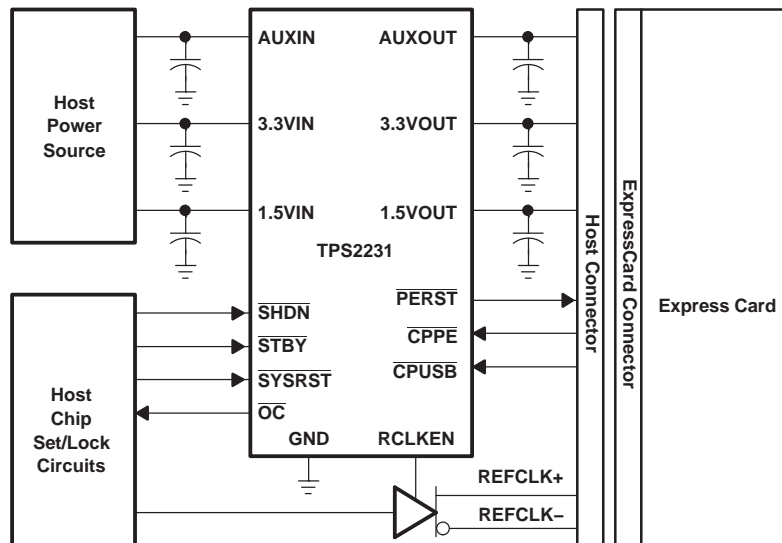 Host
Power
Source
AUXIN
AUXOUT
3.3VIN
3.3VOUT
1.5VIN
1.5VOUT
TPS2231
SHDN
STBY
SYSRST
OC
PERST
CPPE
CPUSB
GND
RCLKEN
Host
Chip
Set/Lock
Circuits
REFCLK+
REFCLK–
Host Connector
ExpressCard Connector
Express Card